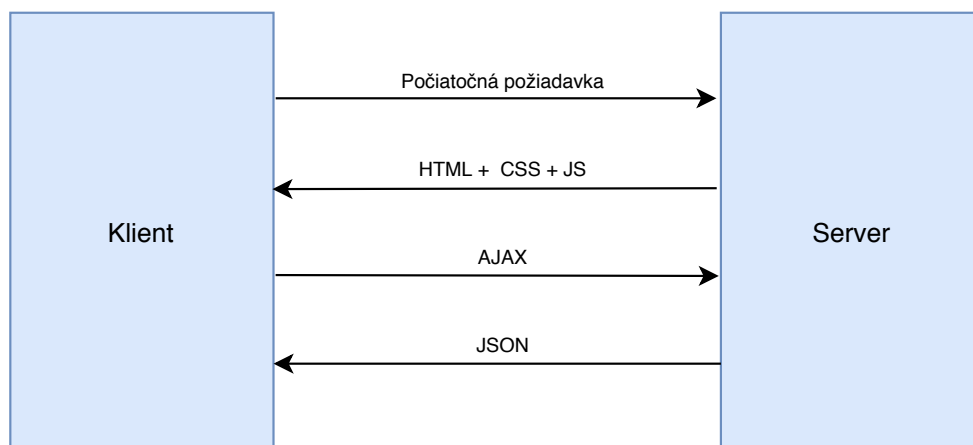 Počiatočná požiadavka
HTML + CSS + JS
Klient
Server
AJAX
JSON